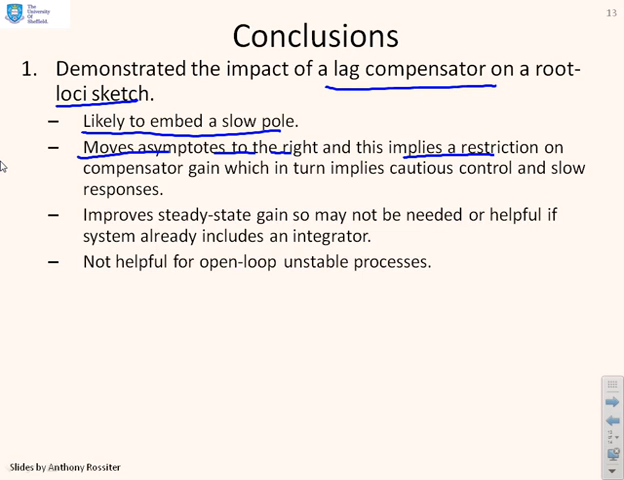 The
University
Of
Sheffield.
13
Conclusions
1. Demonstrated the impact of a lag compensator on a root-
loci sketch.
– Likely to embed a slow pole.
– Moves asymptotes to the right and this implies a restriction on
compensator gain which in turn implies cautious control and slow
responses.
– Improves steady-state gain so may not be needed or helpful if
system already includes an integrator.
– Not helpful for open-loop unstable processes.
Slides by Anthony Rossiter